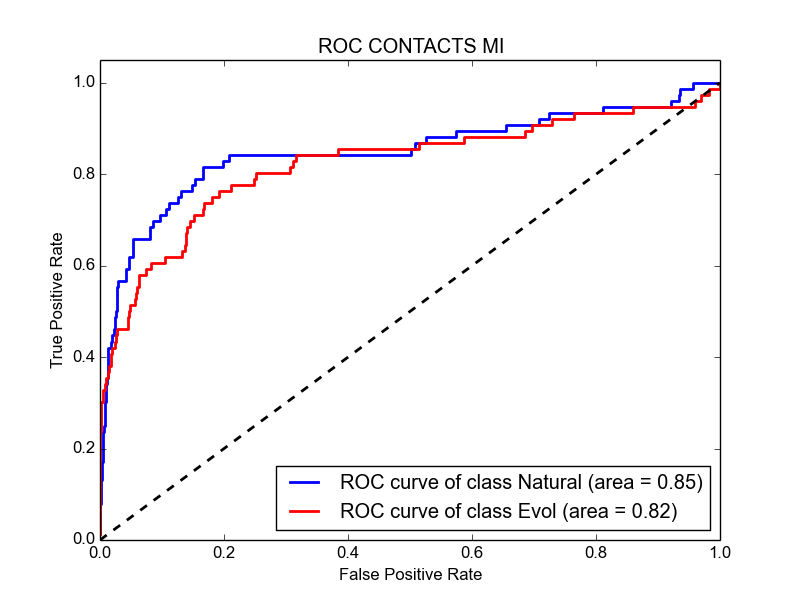 ROC CONTACTS MI
True Positive Rate
1.0
0.8
0.6
0.4
0.2
0.0
ROC curve of class Natural (area = 0.85)
ROC curve of class Evol (area = 0.82)
0.0 0.2 0.4 0.6 0.8 1.0
False Positive Rate